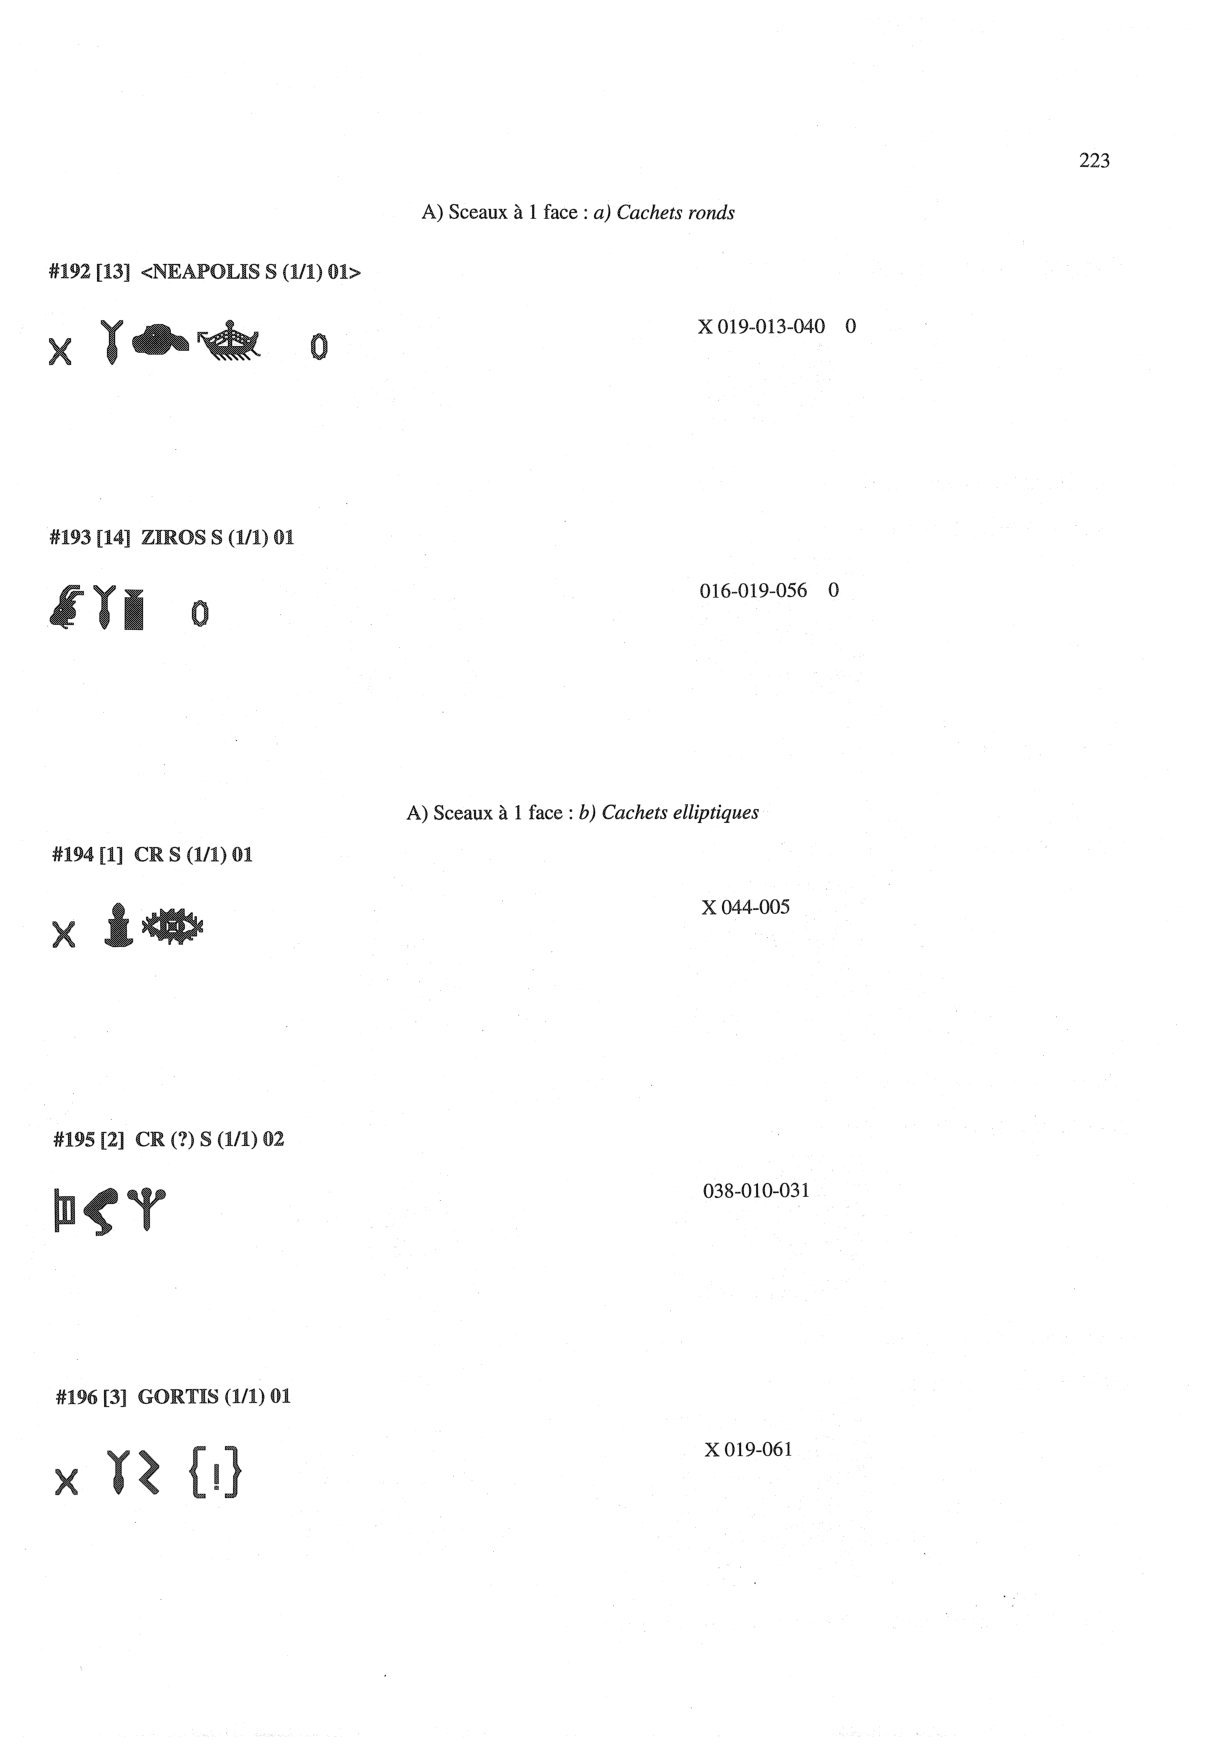 223
A) Sceaux à 1 face : a) Cachets ronds
#192 [13] <NEAPOLIS S (1/1) 01>
X 019-013-040 0
X 0
#193 [14] ZIROS S (1/1) 01
016-019-056 0
0
A) Sceaux à 1 face : b) Cachets elliptiques
#194 [1] CR S (1/1) 01
X 044-005
X
#195 [2] CR (?) S (1/1) 02
038-010-031
#196 [3] GORTIS (1/1) 01
X 019-061
X {!}